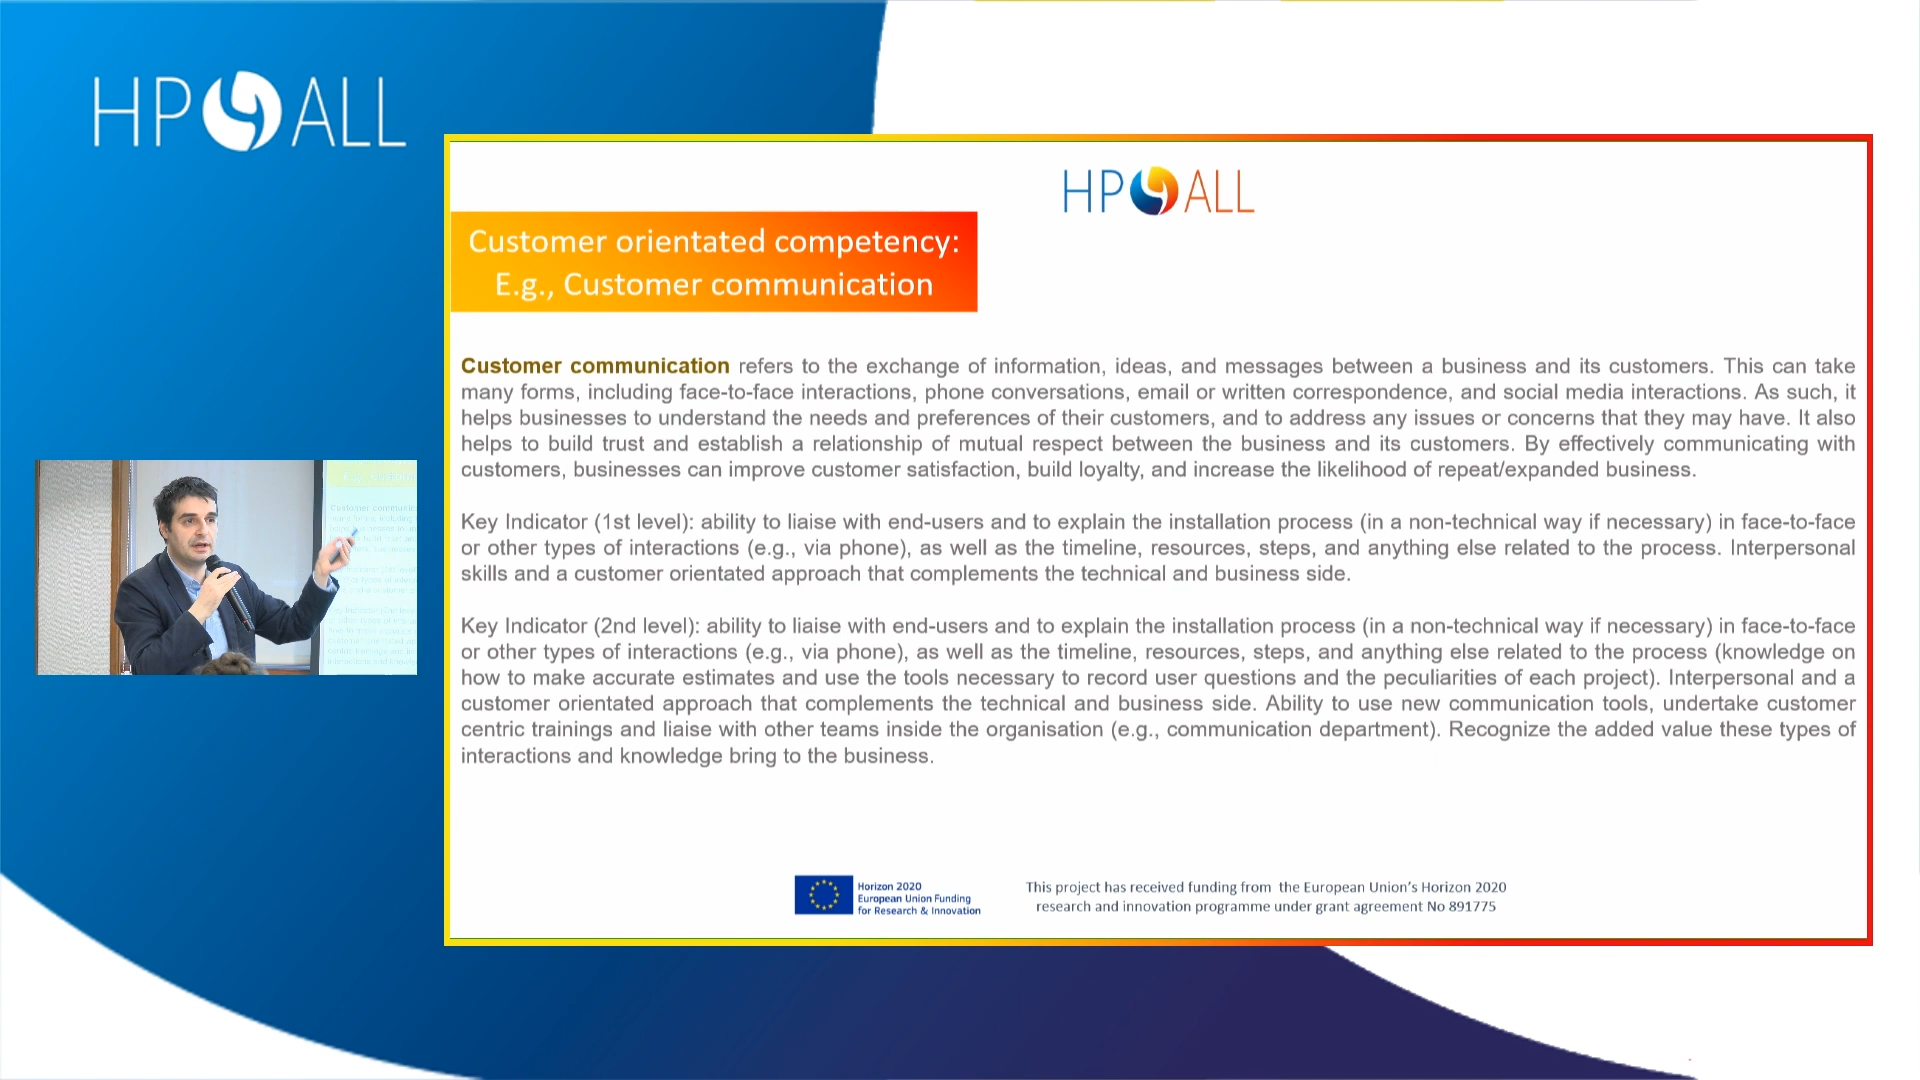 HP4ALL
HP4ALL
Customer orientated competency:
E.g., Customer communication
Customer communication refers to the exchange of information, ideas, and messages between a business and its customers. This can take
many forms, including face-to-face interactions, phone conversations, email or written correspondence, and social media interactions. As such, it
helps businesses to understand the needs and preferences of their customers, and to address any issues or concerns that they may have. It also
helps to build trust and establish a relationship of mutual respect between the business and its customers. By effectively communicating with
customers, businesses can improve customer satisfaction, build loyalty, and increase the likelihood of repeat/expanded business.
Key Indicator (1st level): ability to liaise with end-users and to explain the installation process (in a non-technical way if necessary) in face-to-face
or other types of interactions (e.g., via phone), as well as the timeline, resources, steps, and anything else related to the process. Interpersonal
skills and a customer orientated approach that complements the technical and business side.
Key Indicator (2nd level): ability to liaise with end-users and to explain the installation process (in a non-technical way if necessary) in face-to-face
or other types of interactions (e.g., via phone), as well as the timeline, resources, steps, and anything else related to the process (knowledge on
how to make accurate estimates and use the tools necessary to record user questions and the peculiarities of each project). Interpersonal and a
customer orientated approach that complements the technical and business side. Ability to use new communication tools, undertake customer
centric trainings and liaise with other teams inside the organisation (e.g., communication department). Recognize the added value these types of
interactions and knowledge bring to the business.
Horizon 2020
European Union Funding
for Research & Innovation
This project has received funding from the European Union's Horizon 2020
research and innovation programme under grant agreement No 891775